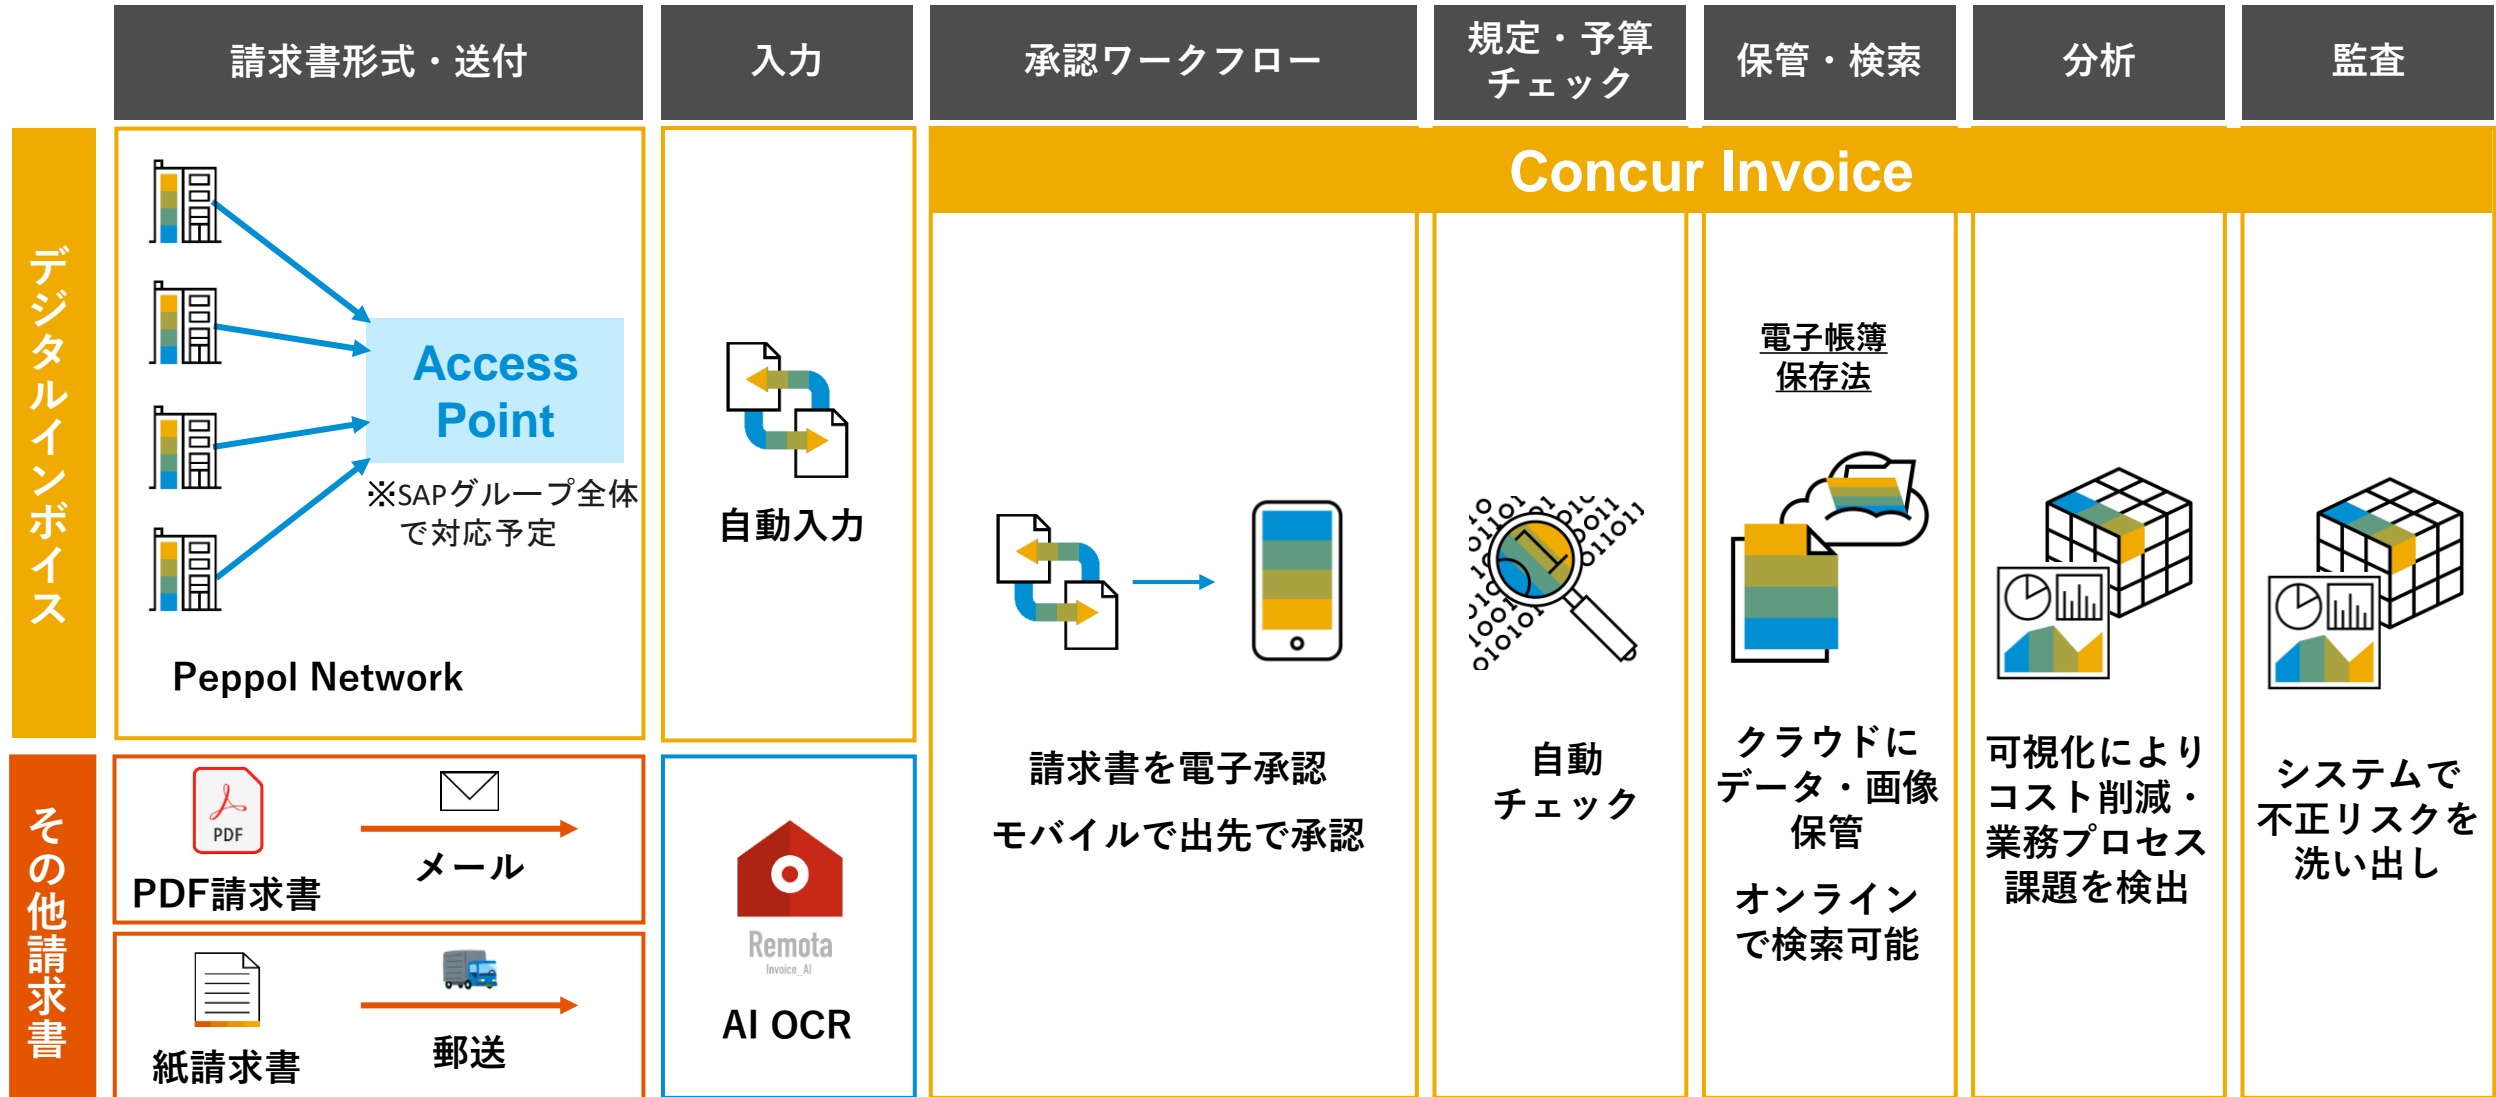 請求書形式・送付
入力
承認ワークフロー
規定・予算
チェック
保管・検索
分析
監査
デジタルインボイス
Access
Point
※SAPグループ全体
で対応予定
Peppol Network
自動入力
Concur Invoice
請求書を電子承認
モバイルで出先で承認
自動
チェック
電子帳簿
保存法
クラウドに
データ・画像
保管
オンライン
で検索可能
可視化により
コスト削減・
業務プロセス
課題を検出
システムで
不正リスクを
洗い出し
その他請求書
PDF
PDF請求書
メール
紙請求書
郵送
Remota
Invoice_AI
AI OCR